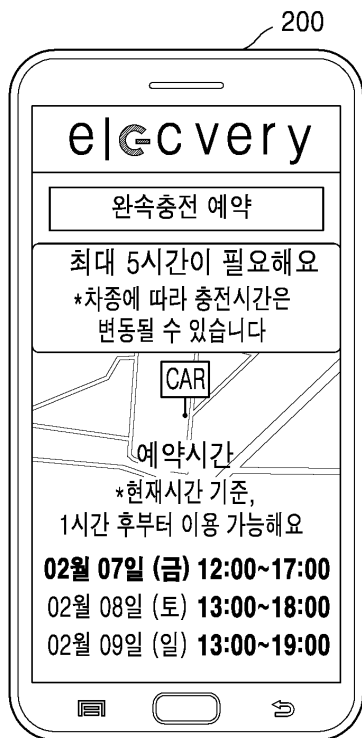 200
elecvery
완속충전 예약
최대 5시간이 필요해요
*차종에 따라 충전시간은
변동될 수 있습니다
CAR
예약시간
*현재시간 기준,
1시간 후부터 이용 가능해요
02월 07일 (금) 12:00~17:00
02월 08일 (토) 13:00~18:00
02월 09일 (일) 13:00~19:00